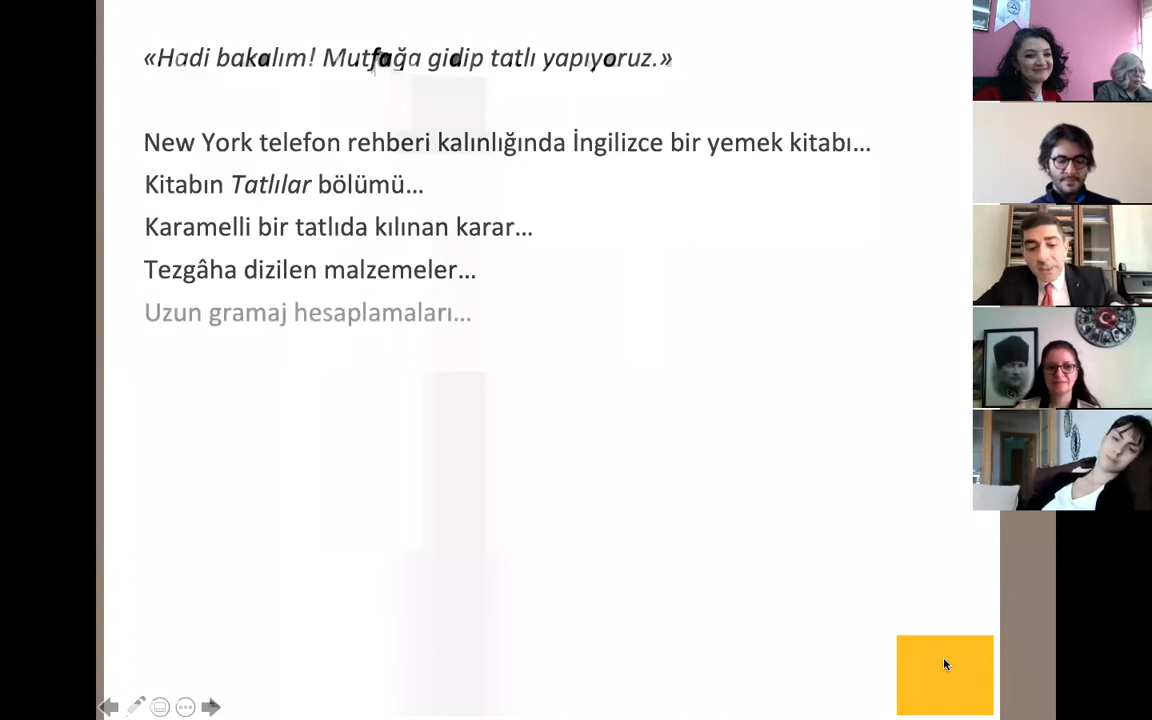 «Hadi bakalım! Mutfağa gidip tatlı yapıyoruz.»
New York telefon rehberi kalınlığında İngilizce bir yemek kitabı...
Kitabın Tatlılar bölümü...
Karamelli bir tatlıda kılınan karar...
Tezgâha dizilen malzemeler...
Uzun gramaj hesaplamaları...